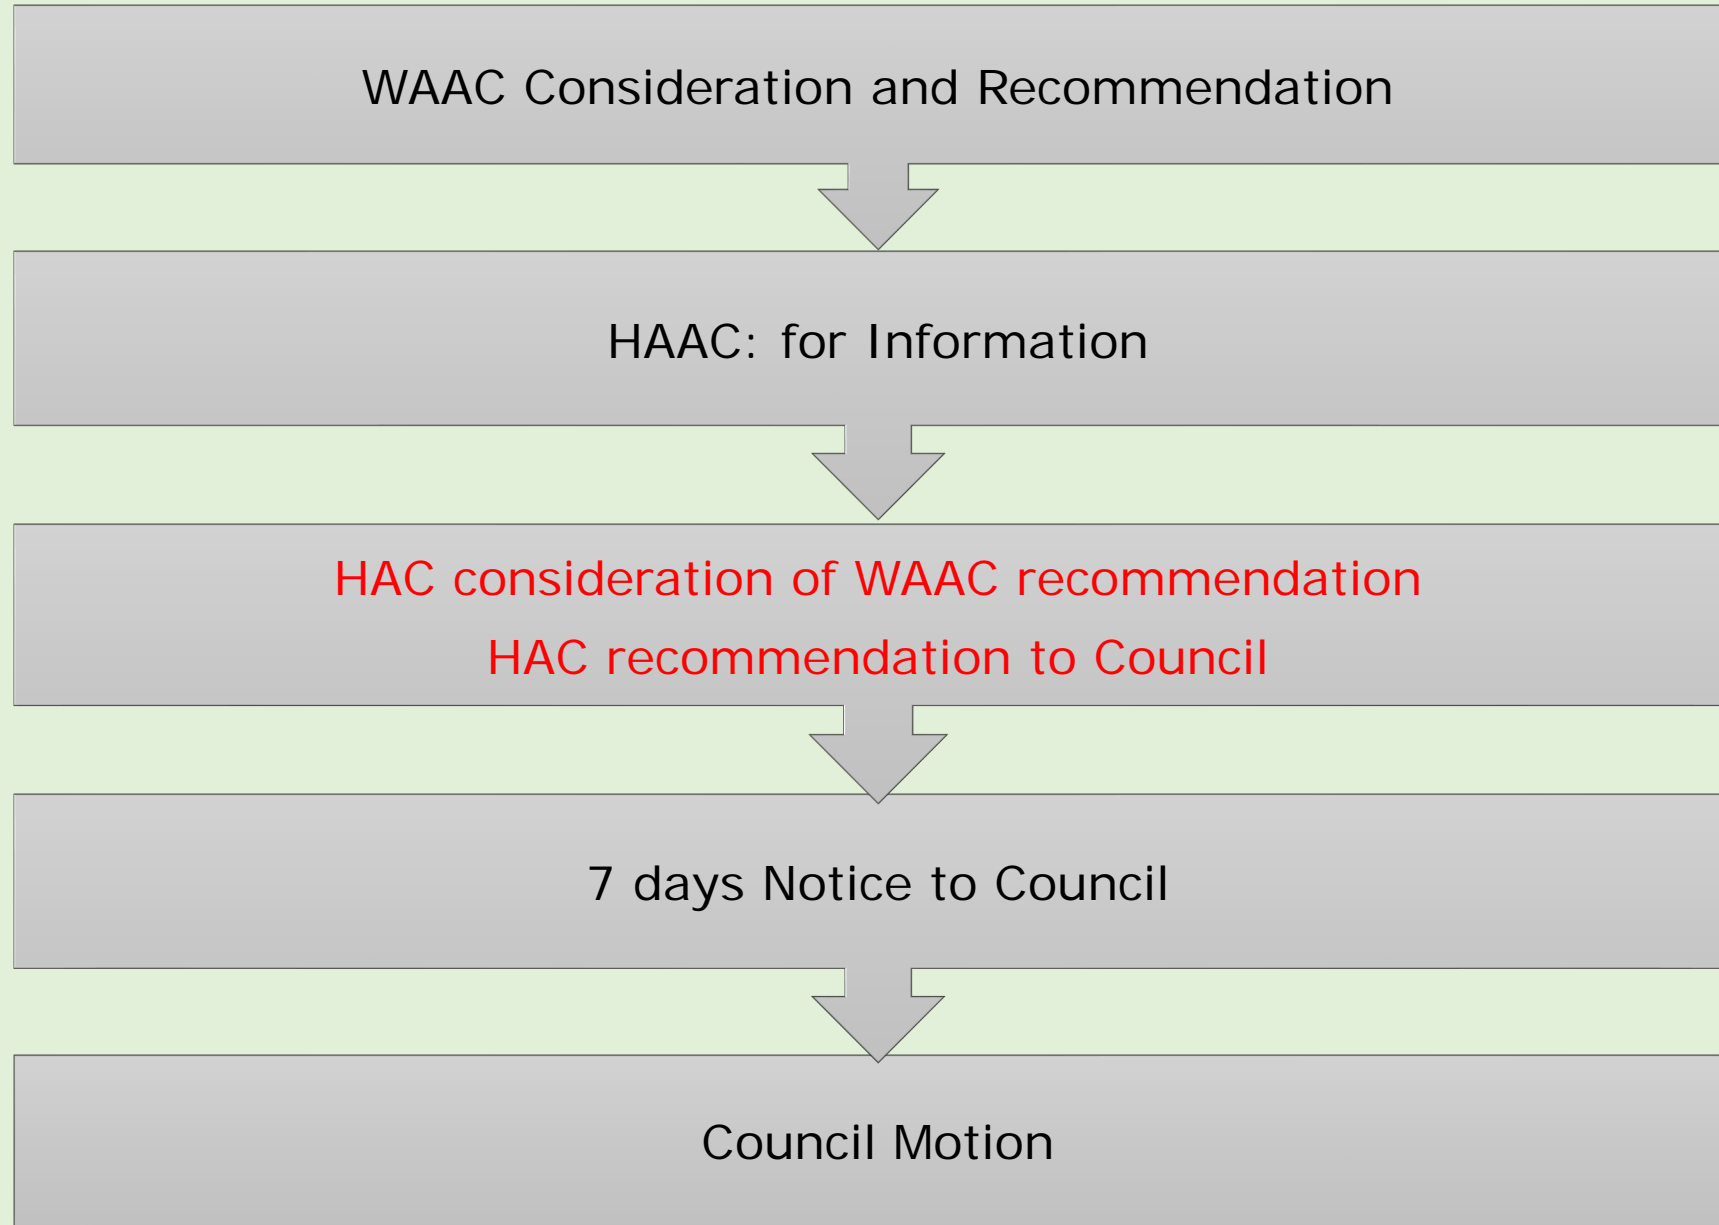 WAAC Consideration and Recommendation
HAAC: for Information
HAC consideration of WAAC recommendation
HAC recommendation to Council
7 days Notice to Council
Council Motion